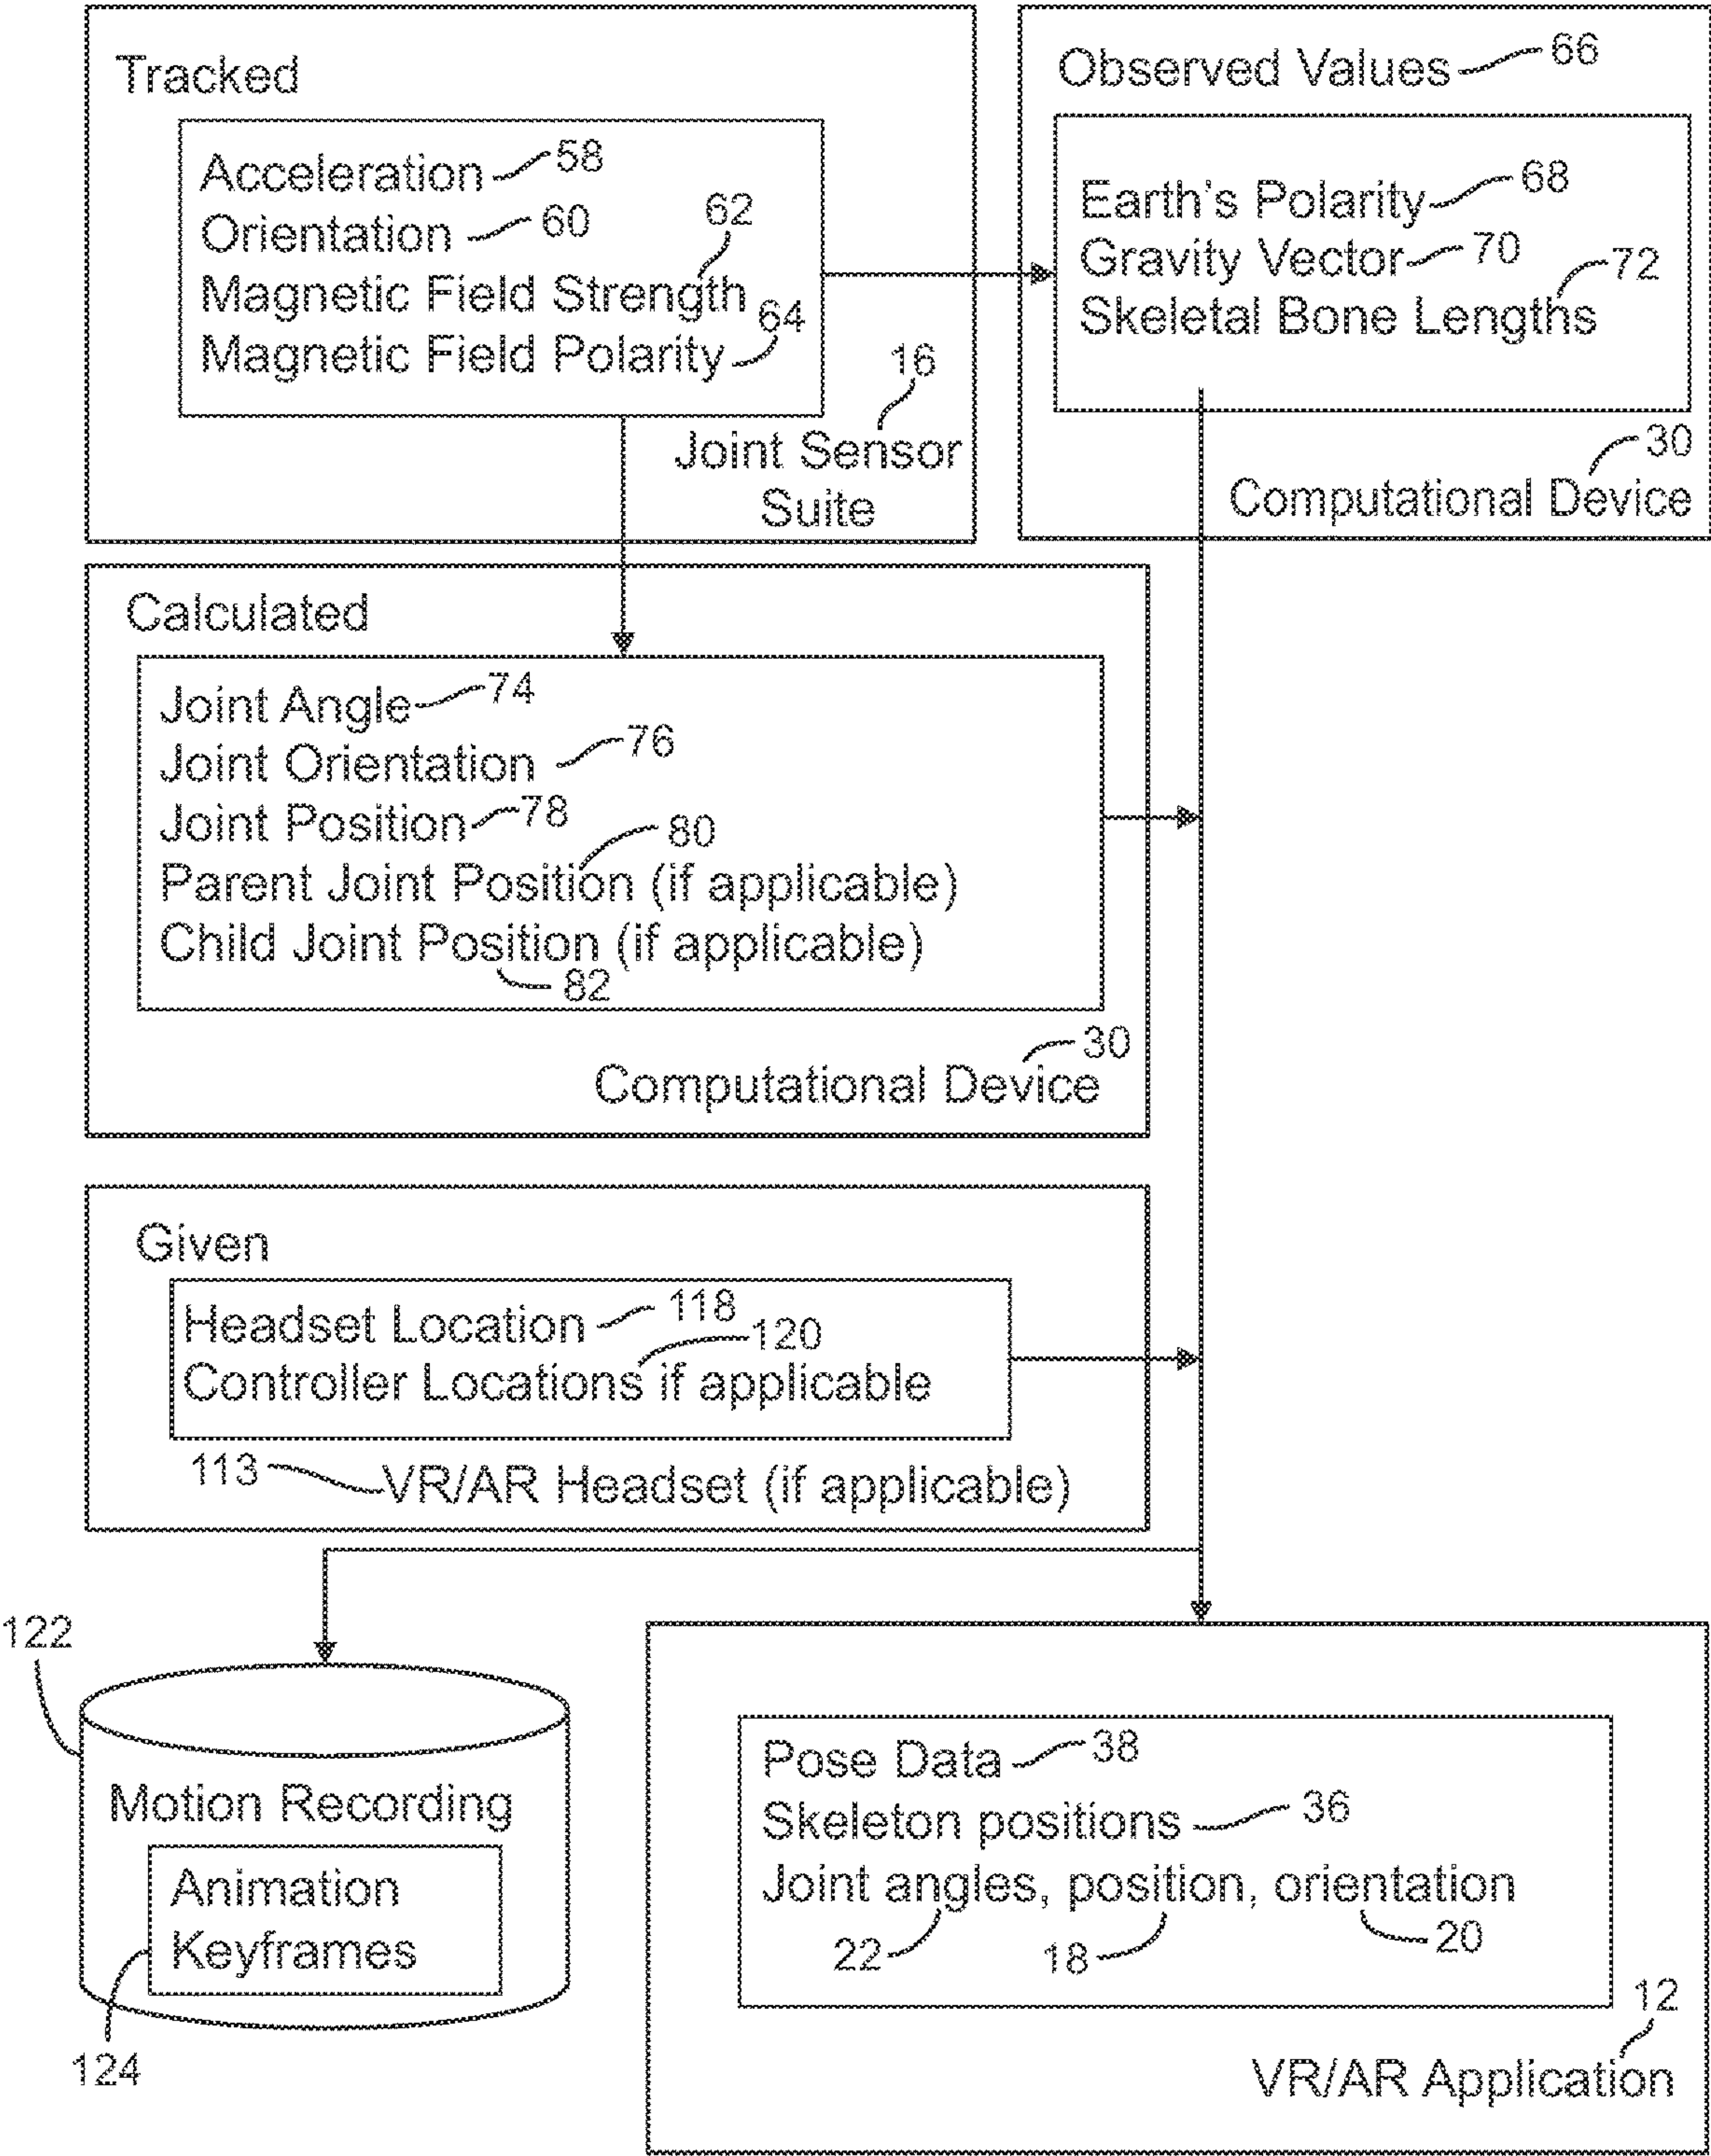 Tracked
Acceleration 58
Orientation 60
62
Magnetic Field Strength
Magnetic Field Polarity 64
16
Joint Sensor
Suite
Observed Values 66
Earth's Polarity 68
Gravity Vector 70
Skeletal Bone Lengths 72
30
Computational Device
Calculated
Joint Angle 74
Joint Orientation 76
Joint Position 78
80
Parent Joint Position (if applicable)
Child Joint Position (if applicable)
82
30
Computational Device
Given
Headset Location 118
120
Controller Locations if applicable
113 VR/AR Headset (if applicable)
122
Motion Recording
Animation
Keyframes
124
Pose Data 38
Skeleton positions 36
Joint angles, position, orientation
22 18 20
12
VR/AR Application